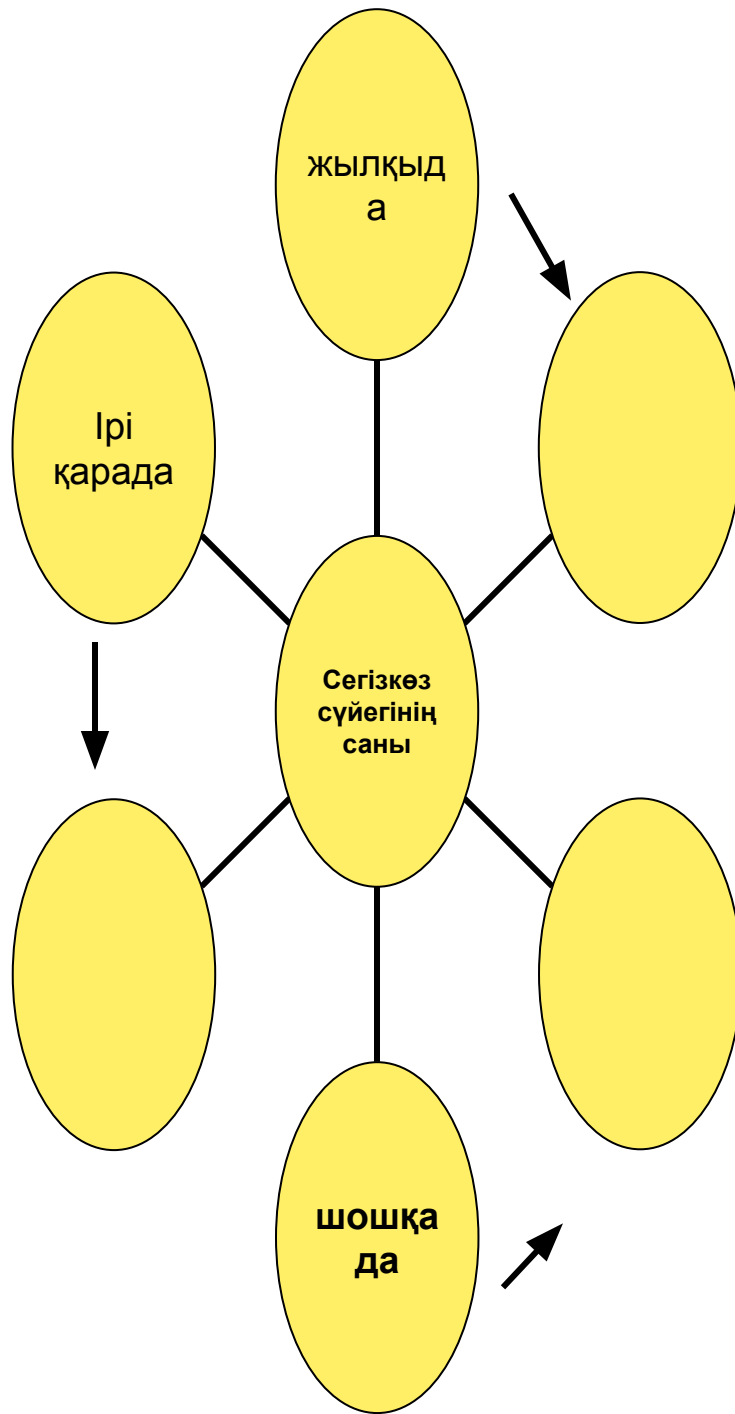 жылқыд
а
Ірі
қарада
Сегізкөз
сүйегінің
саны
шошқа
да